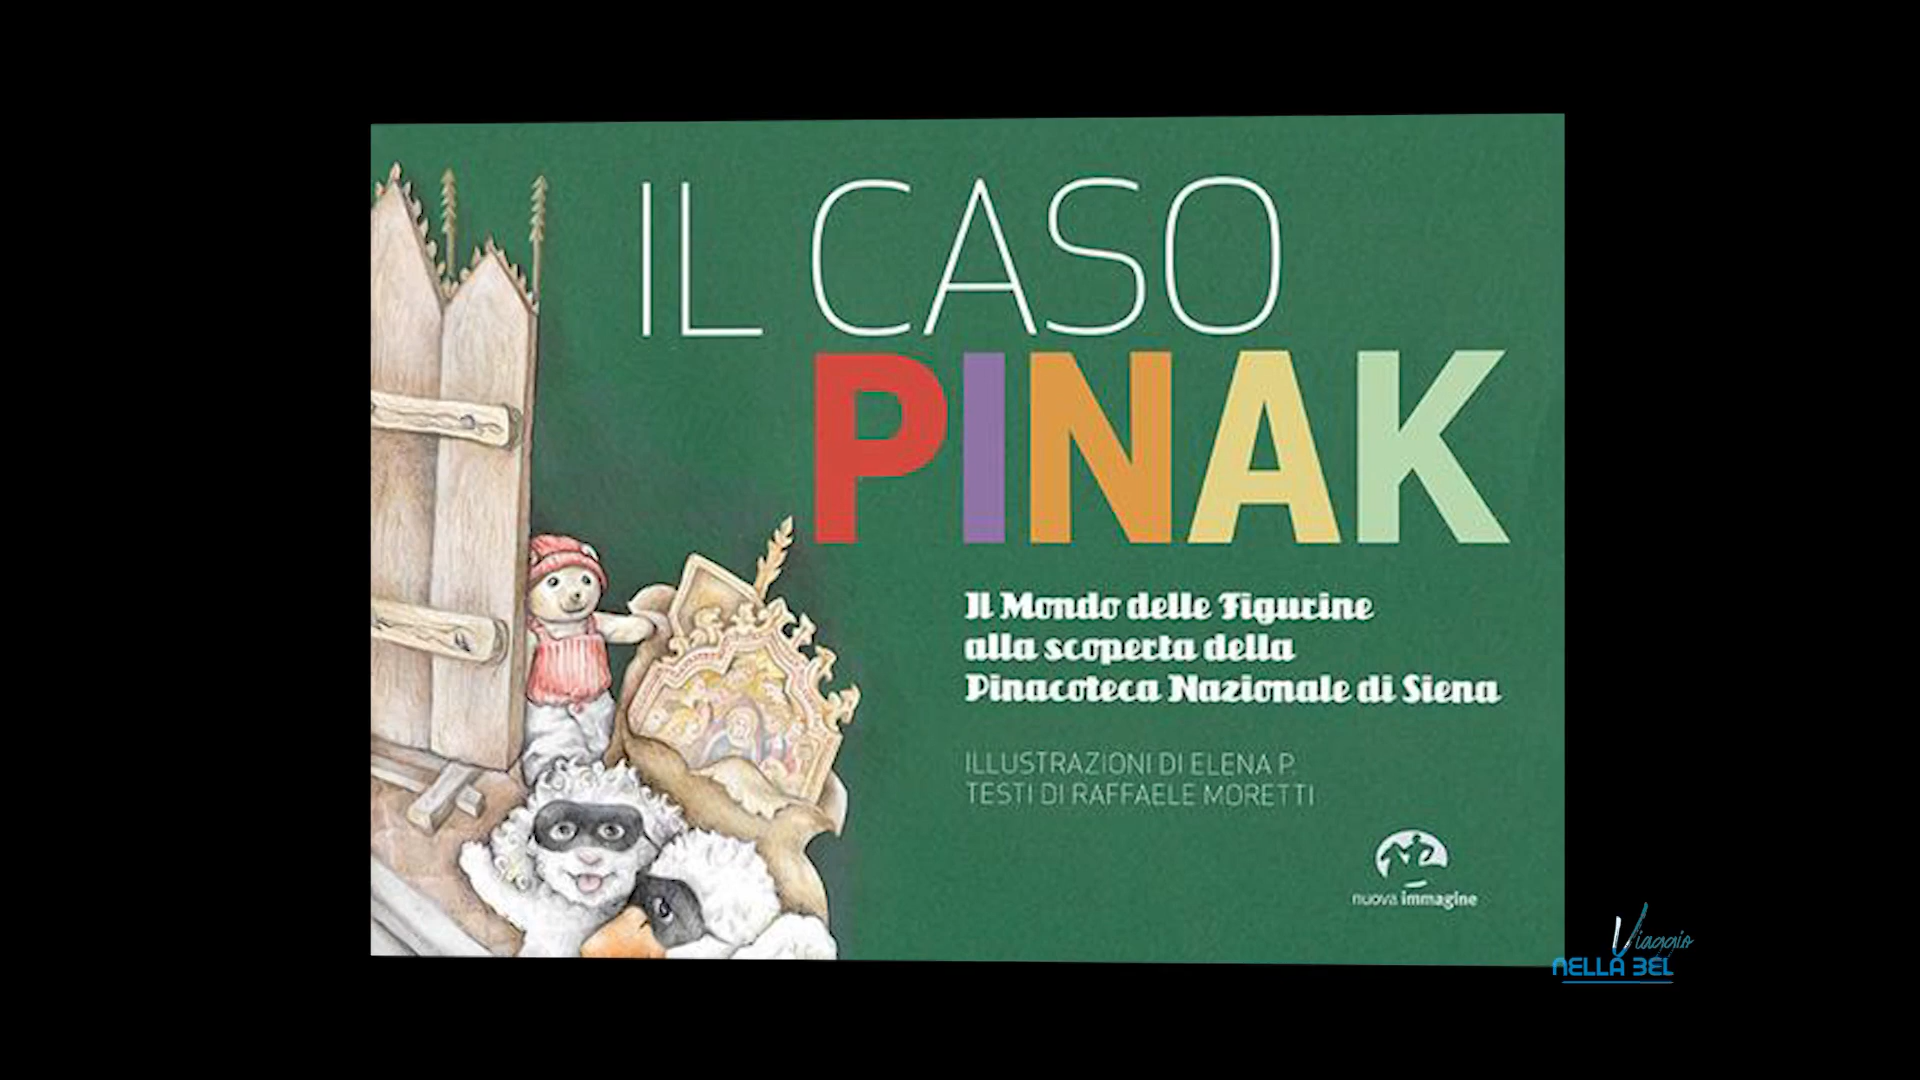 IL CASO
PINAK
Il Mondo delle Figurine
alla scoperta della
Pinacoteca Nazionale di Siena
ILLUSTRAZIONI DI ELENA P.
TESTI DI RAFFAELE MORETTI
nuova immagine
Viaggio
NELLA BEL